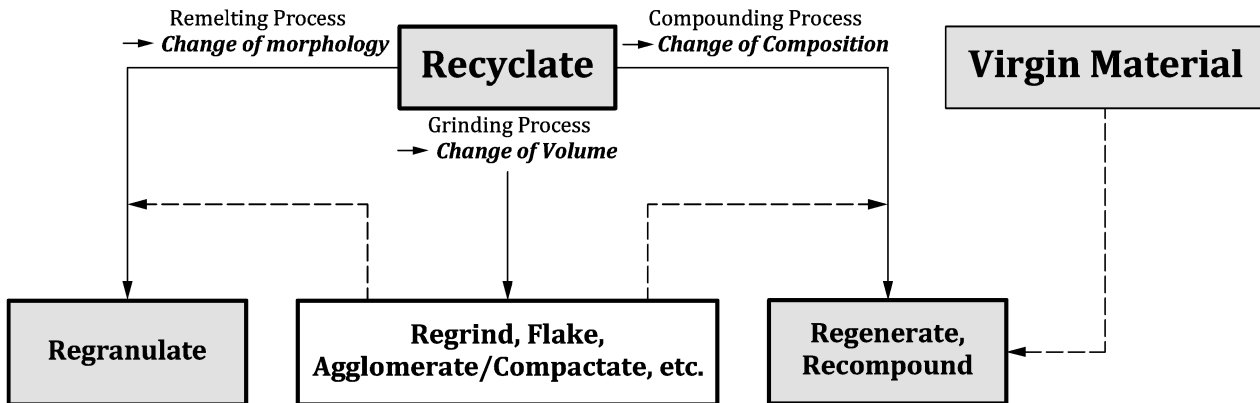 Remelting Process
→ Change of morphology
Recyclate
Compounding Process
→ Change of Composition
Virgin Material
Grinding Process
→ Change of Volume
Regranulate
Regrind, Flake,
Agglomerate/Compactate, etc.
Regenerate,
Recompound